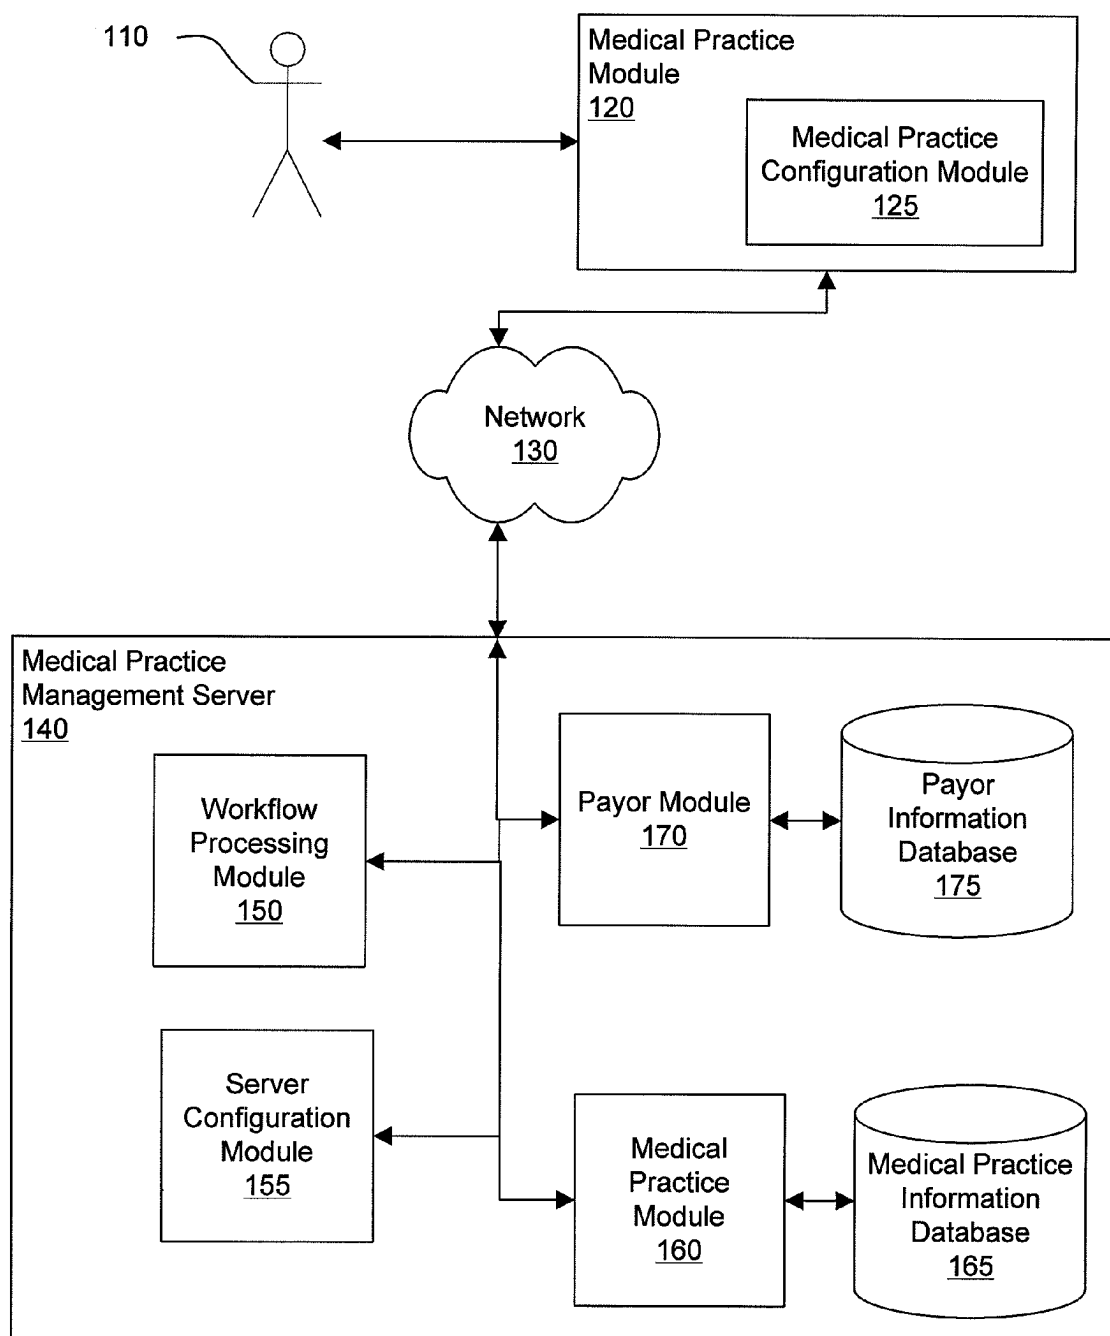 110
Medical Practice
Module
120
Medical Practice
Configuration Module
125
Network
130
Medical Practice
Management Server
140
Workflow
Processing
Module
150
Payor Module
170
Payor
Information
Database
175
Server
Configuration
Module
155
Medical
Practice
Module
160
Medical Practice
Information
Database
165